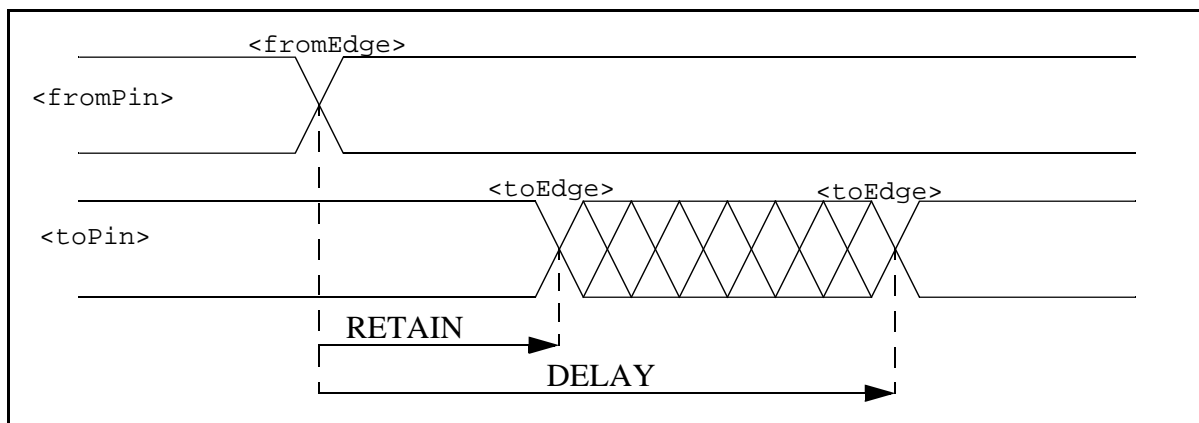 <fromEdge>
<fromPin>
<toEdge> <toEdge>
<toPin>
RETAIN
DELAY